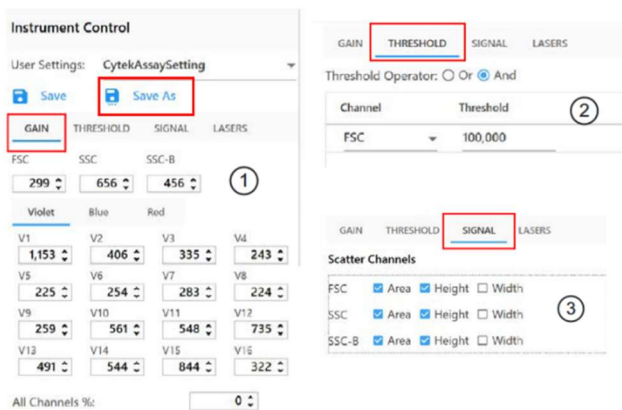 Instrument Control
User Settings: CytekAssaySetting
Save Save As
GAIN THRESHOLD SIGNAL LASERS
FSC SSC SSC-B
299 656 456
1
Violet Blue Red
V1 V2 V3 V4
1,153 406 335 243
V5 V6 V7 V8
225 254 283 224
V9 V10 V11 V12
259 561 548 735
V13 V14 V15 V16
491 544 844 322
All Channels %: 0
GAIN THRESHOLD SIGNAL LASERS
Threshold Operator: Or And
Channel Threshold
2
FSC 100,000
GAIN THRESHOLD SIGNAL LASERS
Scatter Channels
FSC Area Height Width
SSC Area Height Width
3
SSC-B Area Height Width